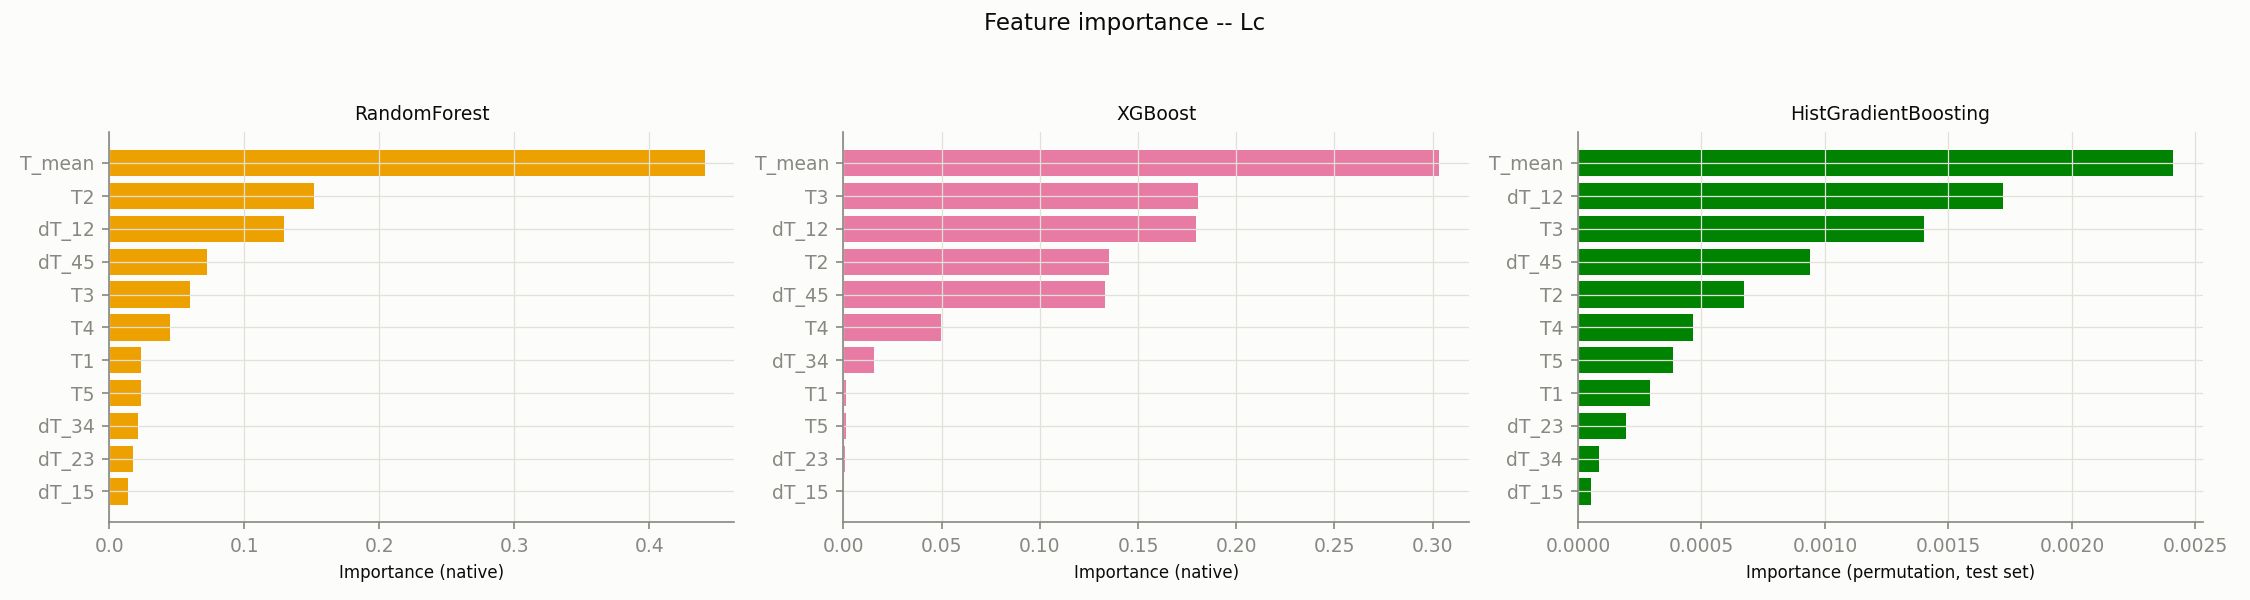 Feature importance -- Lc
RandomForest
T_mean
T2
dT_12
dT_45
T3
T4
T1
T5
dT_34
dT_23
dT_15
0.0 0.1 0.2 0.3 0.4
Importance (native)
XGBoost
T_mean
T3
dT_12
T2
dT_45
T4
dT_34
T1
T5
dT_23
dT_15
0.00 0.05 0.10 0.15 0.20 0.25 0.30
Importance (native)
HistGradientBoosting
T_mean
dT_12
T3
dT_45
T2
T4
T5
T1
dT_23
dT_34
dT_15
0.0000 0.0005 0.0010 0.0015 0.0020 0.0025
Importance (permutation, test set)